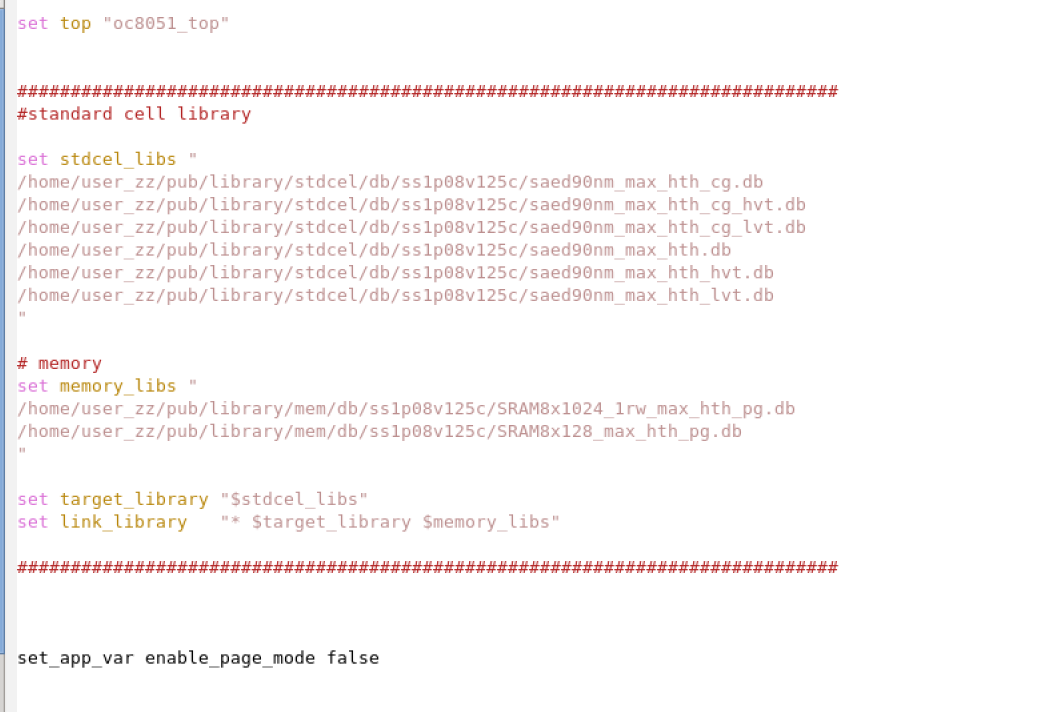 set top "oc8051_top"
#############################################################################
#standard cell library
set stdcel_libs "
/home/user_zz/pub/library/stdcel/db/ss1p08v125c/saed90nm_max_hth_cg.db
/home/user_zz/pub/library/stdcel/db/ss1p08v125c/saed90nm_max_hth_cg_hvt.db
/home/user_zz/pub/library/stdcel/db/ss1p08v125c/saed90nm_max_hth_cg_lvt.db
/home/user_zz/pub/library/stdcel/db/ss1p08v125c/saed90nm_max_hth.db
/home/user_zz/pub/library/stdcel/db/ss1p08v125c/saed90nm_max_hth_hvt.db
/home/user_zz/pub/library/stdcel/db/ss1p08v125c/saed90nm_max_hth_lvt.db
"
# memory
set memory_libs "
/home/user_zz/pub/library/mem/db/ss1p08v125c/SRAM8x1024_1rw_max_hth_pg.db
/home/user_zz/pub/library/mem/db/ss1p08v125c/SRAM8x128_max_hth_pg.db
"
set target_library "$stdcel_libs"
set link_library   "* $target_library $memory_libs"
#############################################################################
set_app_var enable_page_mode false